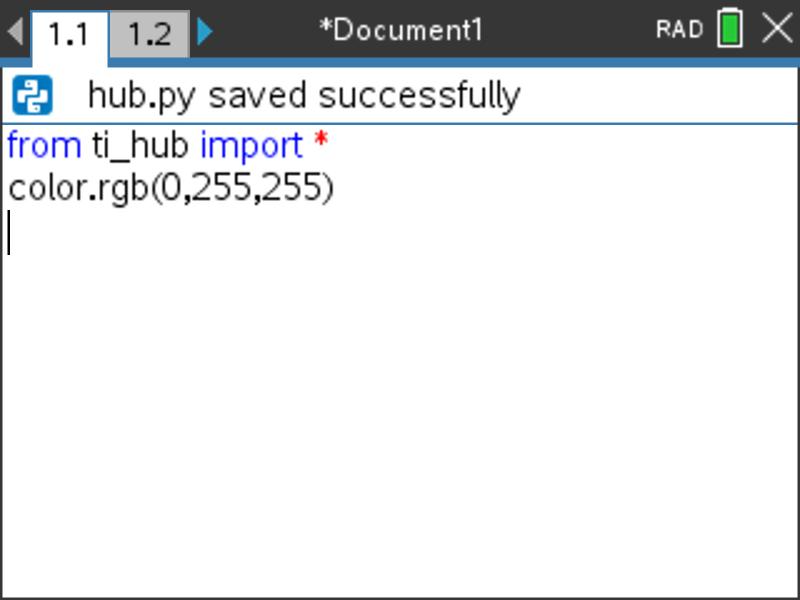 1.1 1.2 *Document1 RAD
hub.py saved successfully
from ti_hub import *
color.rgb(0,255,255)